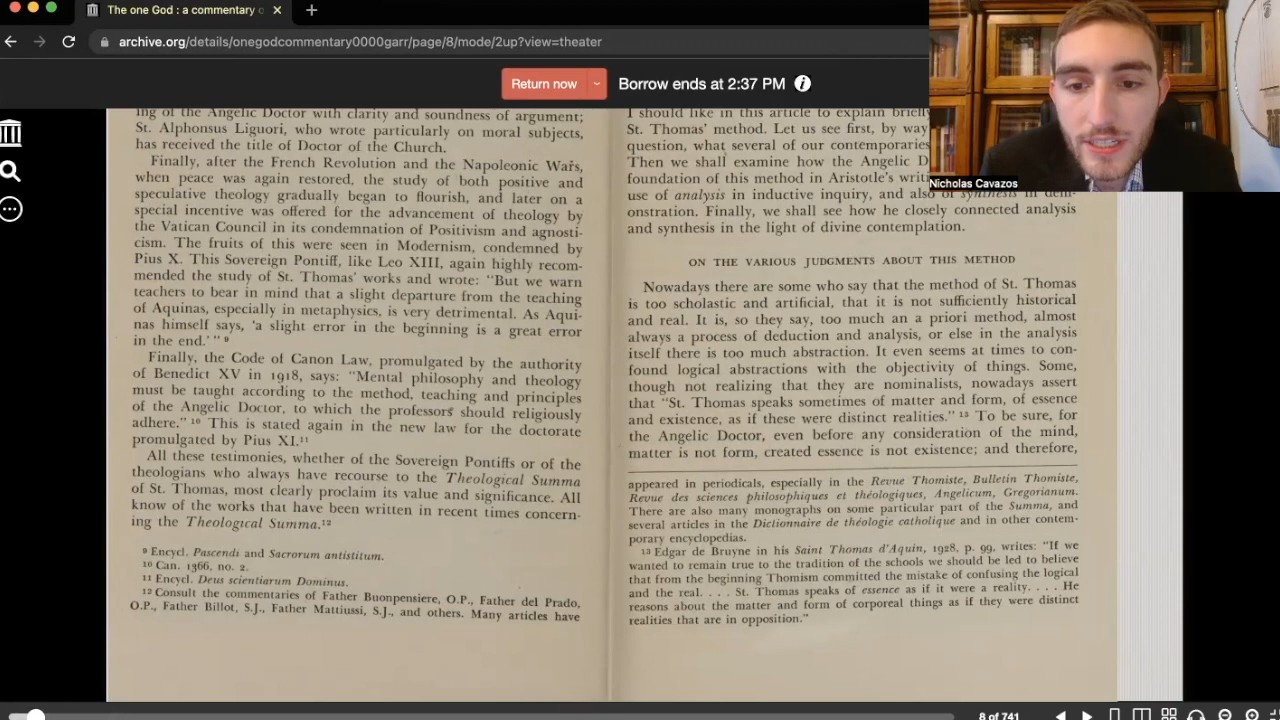 The one God : a commentary o
archive.org/details/onegodcommentary0000garr/page/8/mode/2up?view=theater
Return now
Borrow ends at 2:37 PM
Nicholas Cavazos
ing of the Angelic Doctor with clarity and soundness of argument;
St. Alphonsus Liguori, who wrote particularly on moral subjects,
has received the title of Doctor of the Church.
Finally, after the French Revolution and the Napoleonic Wars,
when peace was again restored, the study of both positive and
speculative theology gradually began to flourish, and later on a
special incentive was offered for the advancement of theology by
the Vatican Council in its condemnation of Positivism and agnosti-
cism. The fruits of this were seen in Modernism, condemned by
Pius X. This Sovereign Pontiff, like Leo XIII, again highly recom-
mended the study of St. Thomas' works and wrote: "But we warn
teachers to bear in mind that a slight departure from the teaching
of Aquinas, especially in metaphysics, is very detrimental. As Aqui-
nas himself says, 'a slight error in the beginning is a great error
in the end.' " 9
Finally, the Code of Canon Law, promulgated by the authority
of Benedict XV in 1918, says: "Mental philosophy and theology
must be taught according to the method, teaching and principles
of the Angelic Doctor, to which the professors should religiously
adhere." 10 This is stated again in the new law for the doctorate
promulgated by Pius XI.11
All these testimonies, whether of the Sovereign Pontiffs or of the
theologians who always have recourse to the Theological Summa
of St. Thomas, most clearly proclaim its value and significance. All
know of the works that have been written in recent times concern-
ing the Theological Summa.12
9 Encycl. Pascendi and Sacrorum antistitum.
10 Can. 1366, no. 2.
11 Encycl. Deus scientiarum Dominus.
12 Consult the commentaries of Father Buonpensiere, O.P., Father del Prado,
O.P., Father Billot, S.J., Father Mattiussi, S.J., and others. Many articles have
I should like in this article to explain briefly
St. Thomas' method. Let us see first, by way
question, what several of our contemporaries
Then we shall examine how the Angelic D
foundation of this method in Aristotle's writ
use of analysis in inductive inquiry, and also of synthesis in dem-
onstration. Finally, we shall see how he closely connected analysis
and synthesis in the light of divine contemplation.
ON THE VARIOUS JUDGMENTS ABOUT THIS METHOD
Nowadays there are some who say that the method of St. Thomas
is too scholastic and artificial, that it is not sufficiently historical
and real. It is, so they say, too much an a priori method, almost
always a process of deduction and analysis, or else in the analysis
itself there is too much abstraction. It even seems at times to con-
found logical abstractions with the objectivity of things. Some,
though not realizing that they are nominalists, nowadays assert
that "St. Thomas speaks sometimes of matter and form, of essence
and existence, as if these were distinct realities." 13 To be sure, for
the Angelic Doctor, even before any consideration of the mind,
matter is not form, created essence is not existence; and therefore,
appeared in periodicals, especially in the Revue Thomiste, Bulletin Thomiste,
Revue des sciences philosophiques et théologiques, Angelicum, Gregorianum.
There are also many monographs on some particular part of the Summa, and
several articles in the Dictionnaire de théologie catholique and in other contem-
porary encyclopedias.
13 Edgar de Bruyne in his Saint Thomas d'Aquin, 1928, p. 99, writes: "If we
wanted to remain true to the tradition of the schools we should be led to believe
that from the beginning Thomism committed the mistake of confusing the logical
and the real. . . . St. Thomas speaks of essence as if it were a reality. . . . He
reasons about the matter and form of corporeal things as if they were distinct
realities that are in opposition."
8 of 741